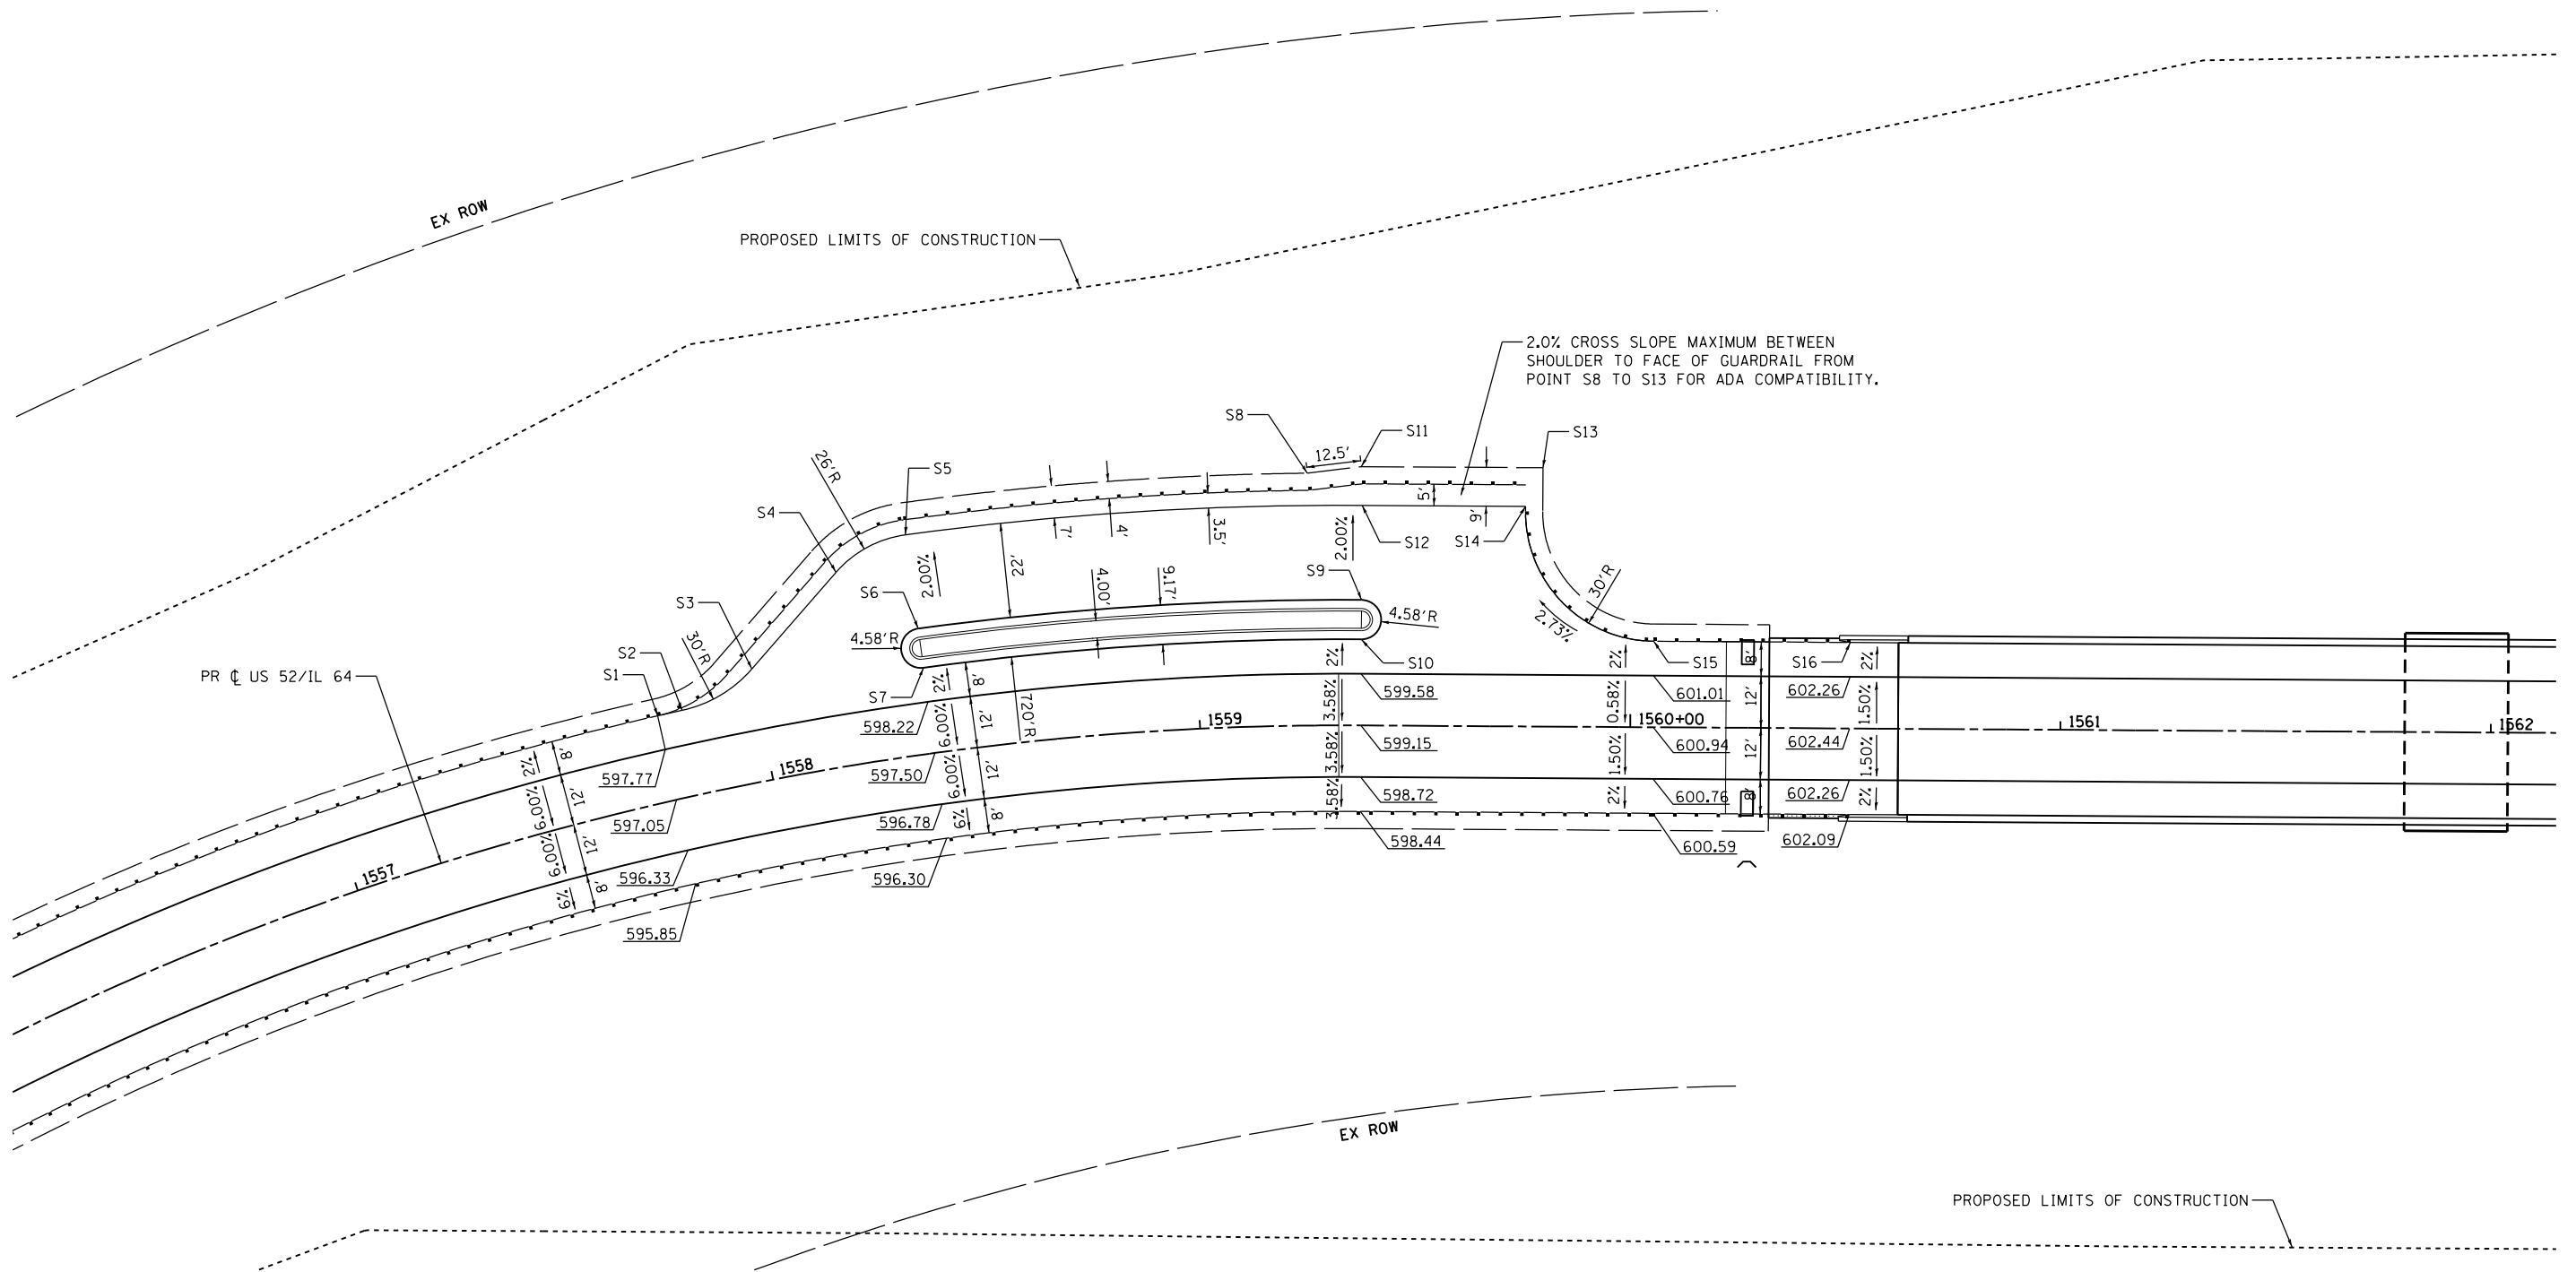 EX ROW
PROPOSED LIMITS OF CONSTRUCTION
2.0% CROSS SLOPE MAXIMUM BETWEEN
SHOULDER TO FACE OF GUARDRAIL FROM
POINT S8 TO S13 FOR ADA COMPATIBILITY.
S8
S11
S13
12.5'
26'R
S5
S4
5'
9'
7'
4'
3.5'
22'
2.00%
2.00%
S12
S14
S9
S6
4.00'
9.17'
30'R
2.73%
S3
4.58'R
4.58'R
30'R
S2
S1
PR ℄ US 52/IL 64
S7
S10
S15
S16
2%
8'
720'R
2%
2%
8'
2%
598.22
599.58
601.01
602.26
6.00%
12'
3.58%
0.58%
12'
1.50%
1559
1560+00
1561
1562
8'
2%
597.77
1558
597.50
599.15
600.94
602.44
12'
6.00%
6.00%
12'
3.58%
1.50%
12'
1.50%
597.05
596.78
598.72
600.76
602.26
12'
6.00%
6%
8'
3.58%
2%
8'
2%
1557
596.33
596.30
598.44
600.59
602.09
8'
6%
595.85
EX ROW
PROPOSED LIMITS OF CONSTRUCTION